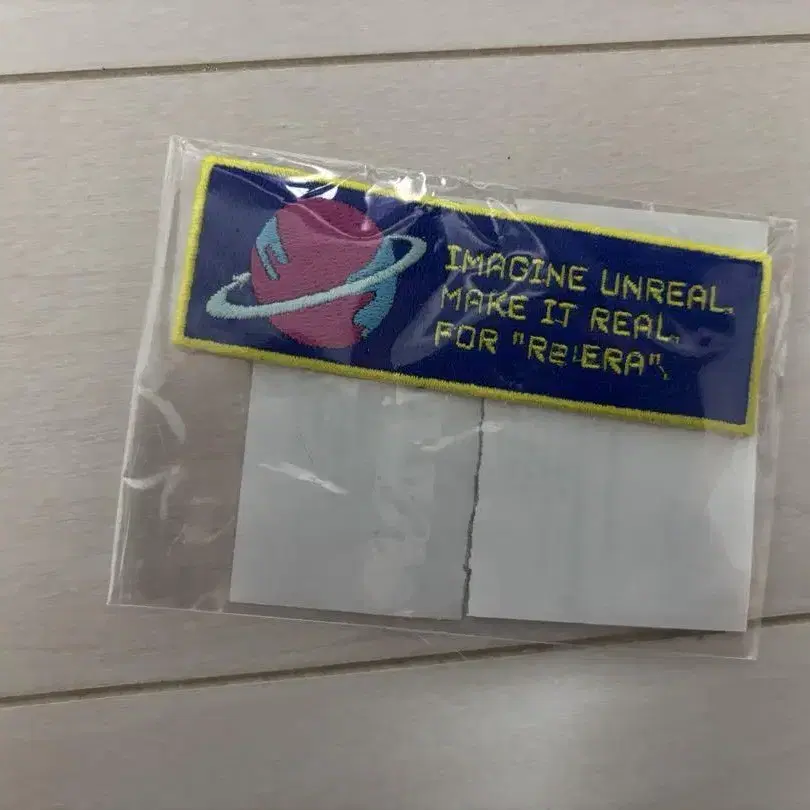 IMAGINE UNREAL,
MAKE IT REAL,
FOR "RE:ERA",